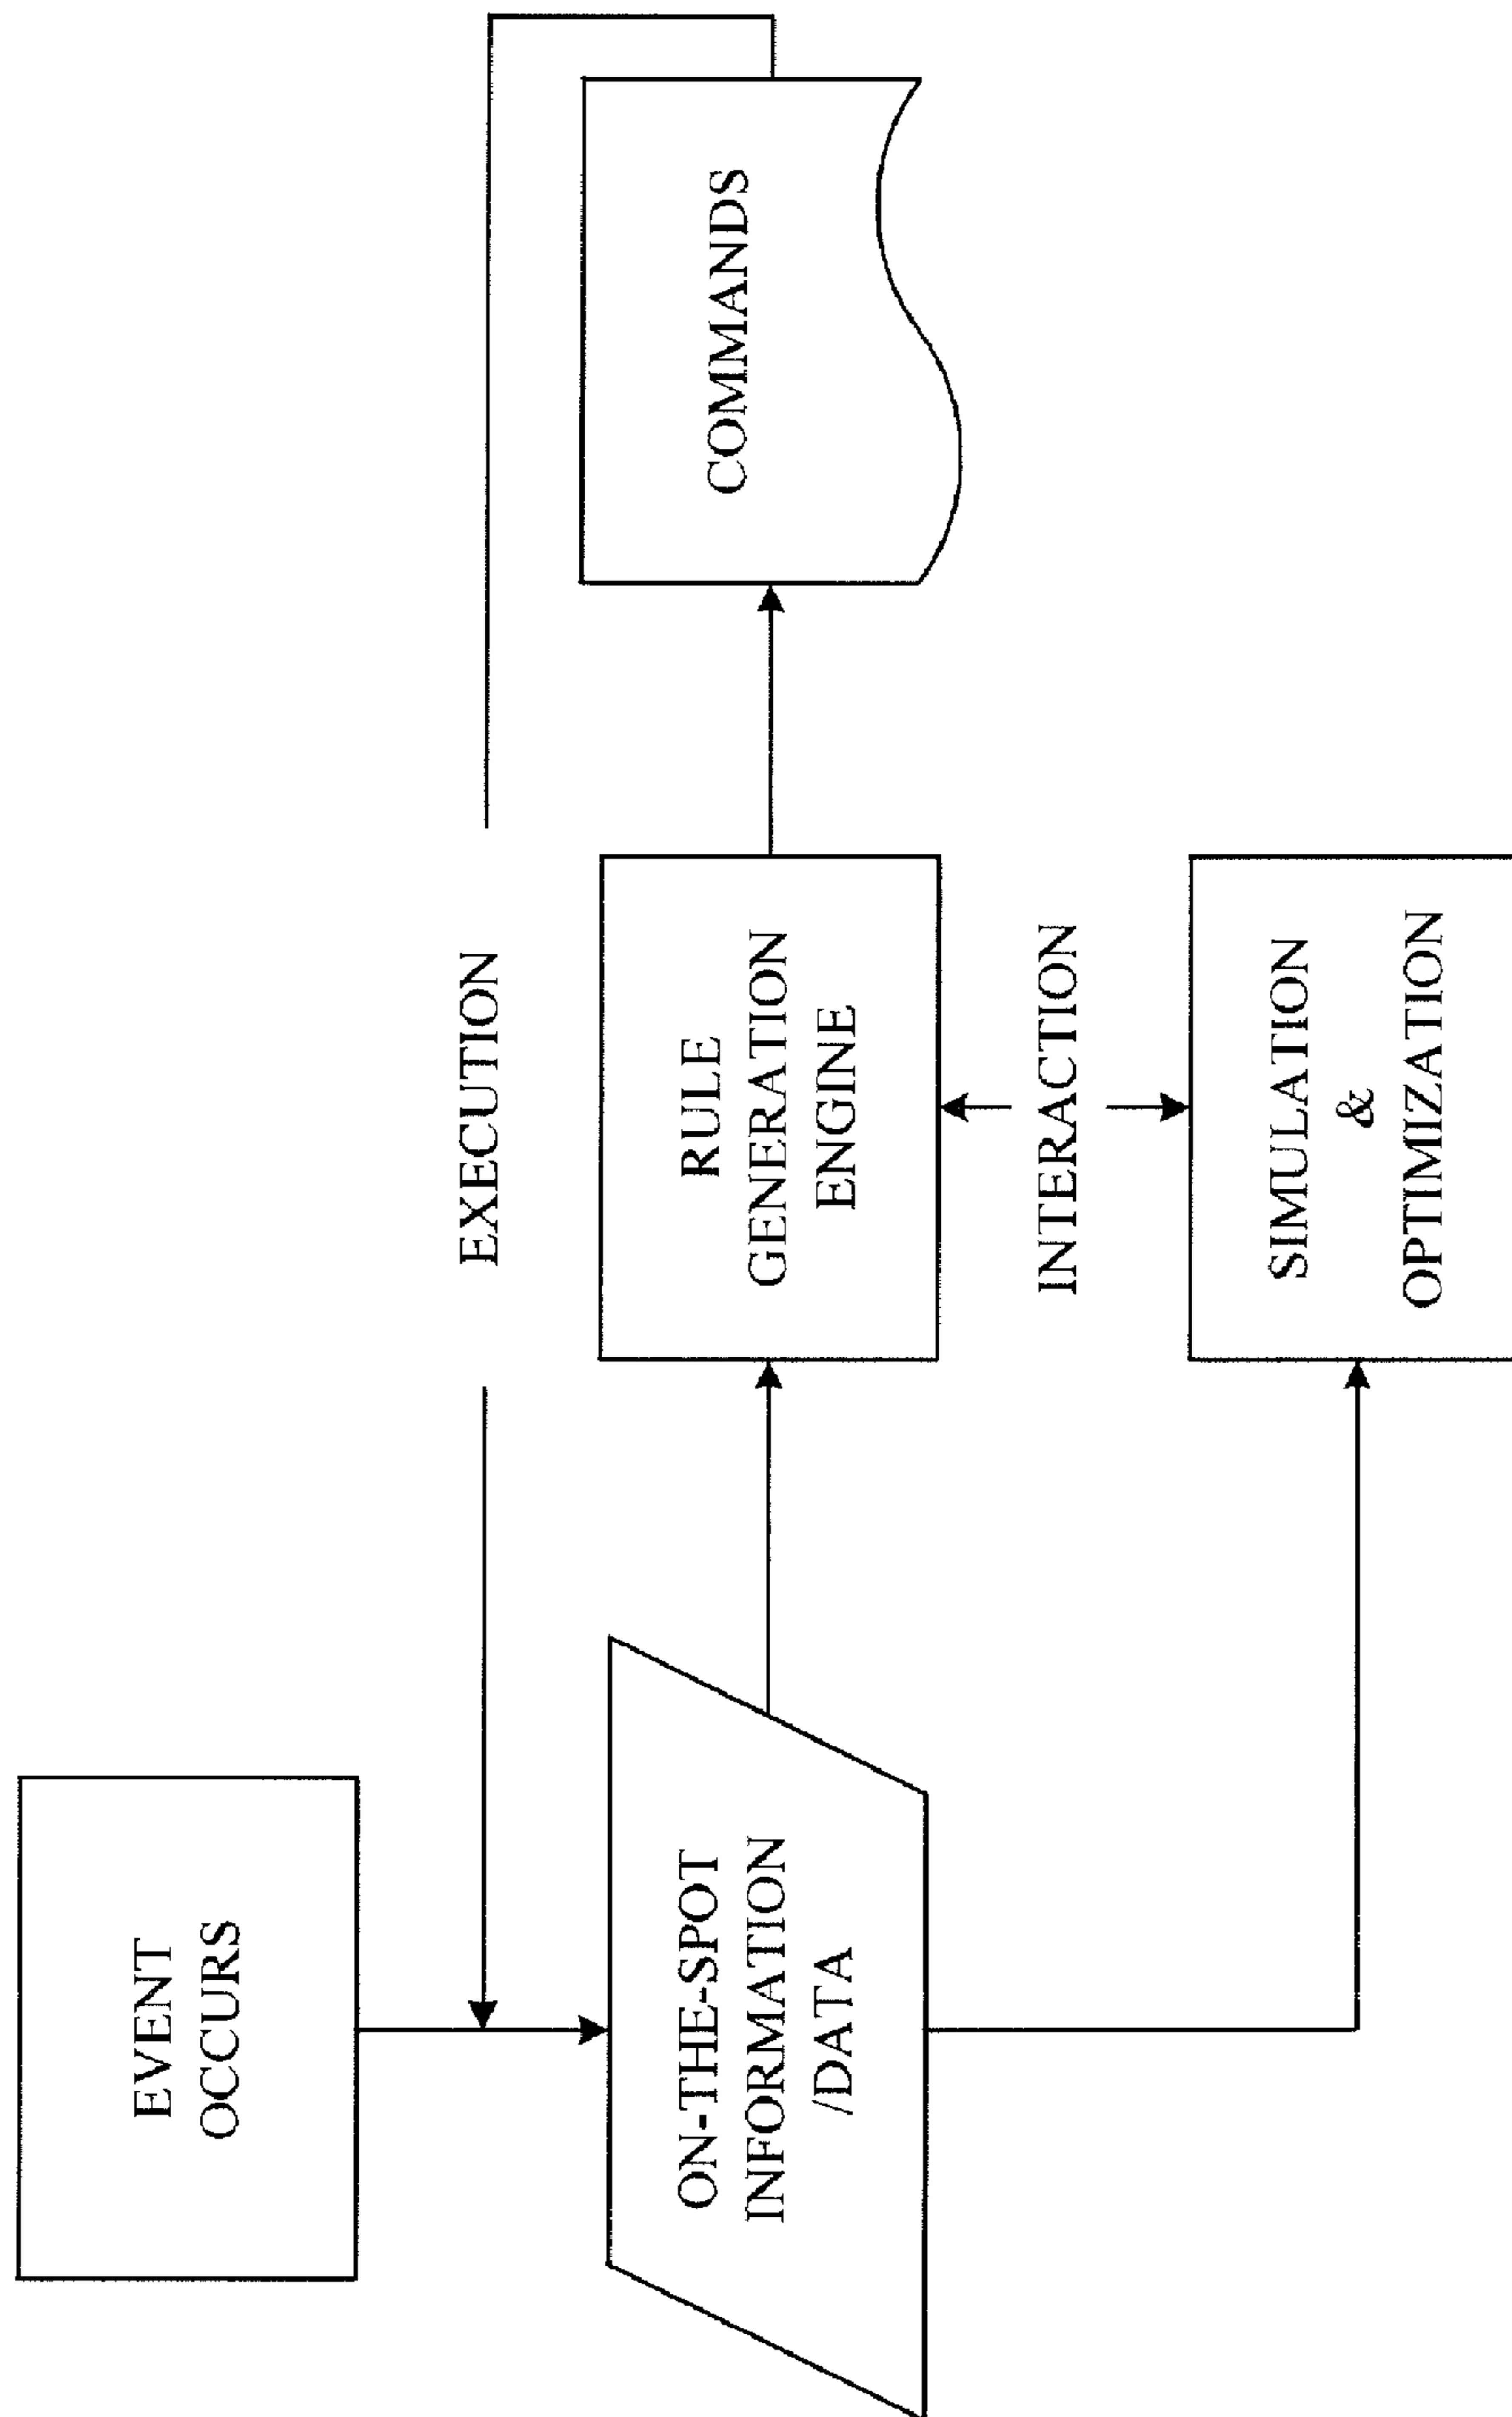 EVENT
OCCURS
EXECUTION
ON-THE-SPOT
INFORMATION
/DATA
RULE
GENERATION
ENGINE
COMMANDS
INTERACTION
SIMULATION
&
OPTIMIZATION